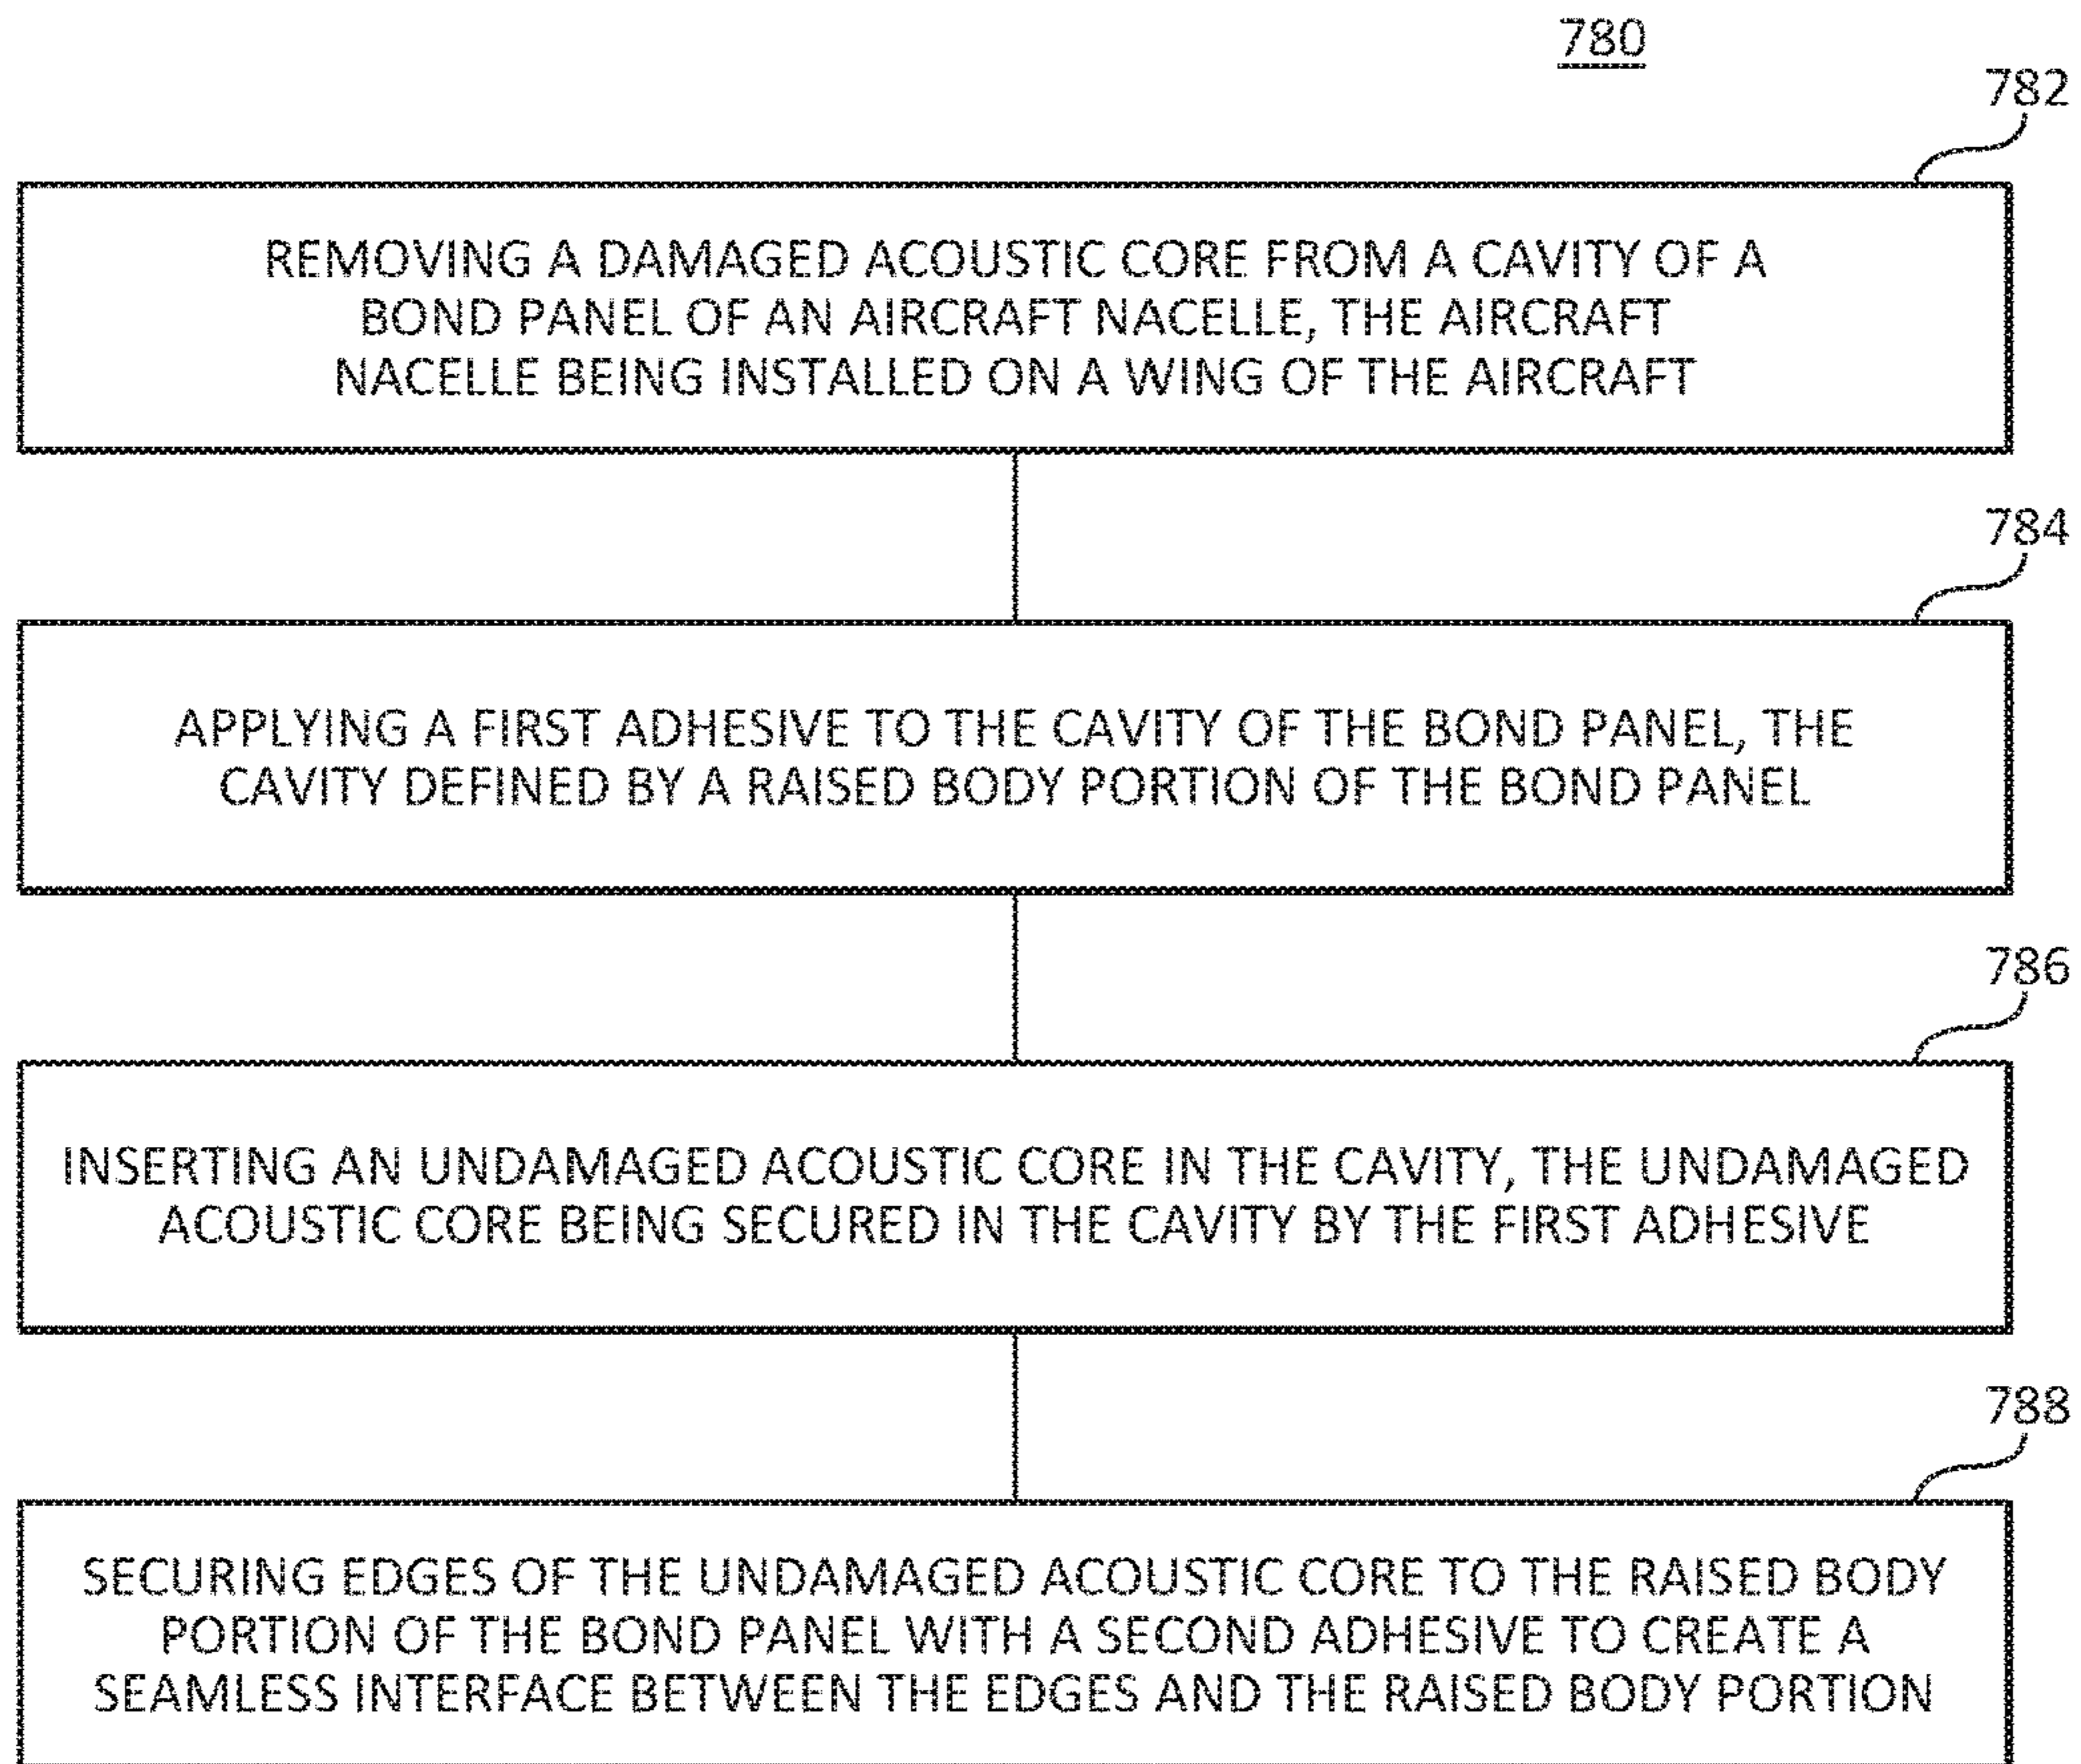 780
782
REMOVING A DAMAGED ACOUSTIC CORE FROM A CAVITY OF A
BOND PANEL OF AN AIRCRAFT NACELLE, THE AIRCRAFT
NACELLE BEING INSTALLED ON A WING OF THE AIRCRAFT
784
APPLYING A FIRST ADHESIVE TO THE CAVITY OF THE BOND PANEL, THE
CAVITY DEFINED BY A RAISED BODY PORTION OF THE BOND PANEL
786
INSERTING AN UNDAMAGED ACOUSTIC CORE IN THE CAVITY, THE UNDAMAGED
ACOUSTIC CORE BEING SECURED IN THE CAVITY BY THE FIRST ADHESIVE
788
SECURING EDGES OF THE UNDAMAGED ACOUSTIC CORE TO THE RAISED BODY
PORTION OF THE BOND PANEL WITH A SECOND ADHESIVE TO CREATE A
SEAMLESS INTERFACE BETWEEN THE EDGES AND THE RAISED BODY PORTION